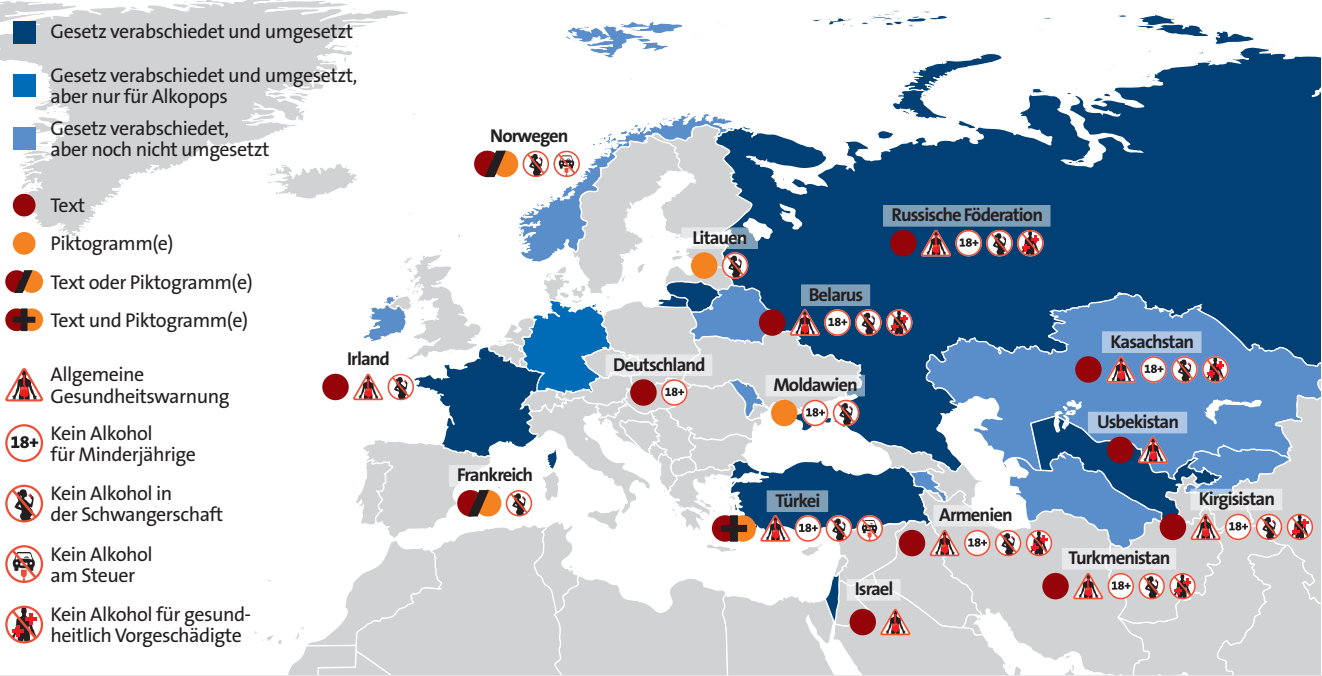 Gesetz verabschiedet und umgesetzt
Gesetz verabschiedet und umgesetzt,
aber nur für Alkopops
Gesetz verabschiedet,
aber noch nicht umgesetzt
Text
Piktogramm(e)
Text oder Piktogramm(e)
Text und Piktogramm(e)
Allgemeine
Gesundheitswarnung
18+
Kein Alkohol
für Minderjährige
Kein Alkohol in
der Schwangerschaft
Kein Alkohol
am Steuer
Kein Alkohol für gesund-
heitlich Vorgeschädigte
Norwegen
Russische Föderation
18+
Litauen
Belarus
18+
Irland
Deutschland
18+
Moldawien
18+
Kasachstan
18+
Usbekistan
Frankreich
Türkei
18+
Armenien
18+
Kirgisistan
18+
Turkmenistan
18+
Israel